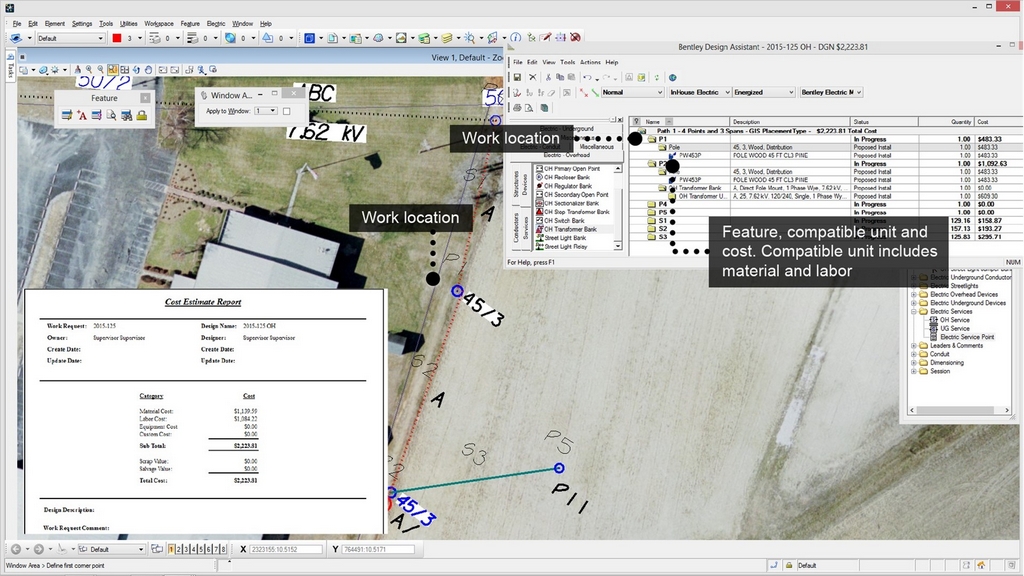 File Edit Element Settings Tools Utilities Workspace Feature Electric Window Help
Default 3 0 0 0 0
View 1, Default - Zo
Tasks
Feature
Window A...
Apply to Window: 1
ABC
7.62 kV
50/2
Bentley Design Assistant - 2015-125 OH - DGN $2,223.81
File Edit View Tools Actions Help
Normal InHouse Electric Energized Bentley Electric M
Electric - Underground
Miscellaneous
Electric - Overhead
Structures
Devices
Conductors
Services
OH Primary Open Point
OH Recloser Bank
OH Regulator Bank
OH Secondary Open Point
OH Sectionalizer Bank
OH Step Transformer Bank
OH Switch Bank
OH Transformer Bank
Street Light Bank
Street Light Relay
For Help, press F1
NUM
Name Description Status Quantity Cost
Path 1 - 4 Points and 3 Spans - GIS PlacementType - $2,223.81 Total Cost
P1 In Progress 1.00 $483.33
Pole 45, 3, Wood, Distribution Proposed Install 1.00 $483.33
PW453P POLE WOOD 45 FT CL3 PINE Proposed Install 1.00 $483.33
In Progress 1.00 $1,092.63
45, 3, Wood, Distribution Proposed Install 1.00 $483.33
PW453P POLE WOOD 45 FT CL3 PINE Proposed Install 1.00 $483.33
Transformer Bank A, Direct Pole Mount, 1 Phase Wye, 7.62 kV, ... Proposed Install 1.00 $0.00
OH Transformer U... A, 25, 7.62kV, 120/240, Single, 1 Phase Wy... Proposed Install 1.00 $609.30
P4 In Progress 1.00 $0.00
P5 In Progress 1.00 $0.00
S1 129.16 $158.87
S2 157.13 $193.27
S3 125.83 $295.71
Work location
Work location
Feature, compatible unit and
cost. Compatible unit includes
material and labor
Electric Underground Conductor
Electric Streetlights
Electric Overhead Devices
Electric Underground Devices
Electric Services
OH Service
UG Service
Electric Service Point
Leaders & Comments
Conduit
Dimensioning
Session
A
45/3
S2
A
S3
P5
P11
45/3
A/
Cost Estimate Report
Work Request: 2015-125 Design Name: 2015-125 OH
Owner: Supervisor Supervisor Designer: Supervisor Supervisor
Create Date: Create Date:
Update Date: Update Date:
Category Cost
Material Cost: $1,139.59
Labor Cost: $1,084.22
Equipment Cost $0.00
Custom Cost: $0.00
Sub Total: $2,223.81
Scrap Value: $0.00
Salvage Value: $0.00
Total Cost: $2,223.81
Design Description:
Work Request Comment:
Default 1 2 3 4 5 6 7 8 X 2323155:10.5152 Y 764491:10.5171
Window Area > Define first corner point
Default